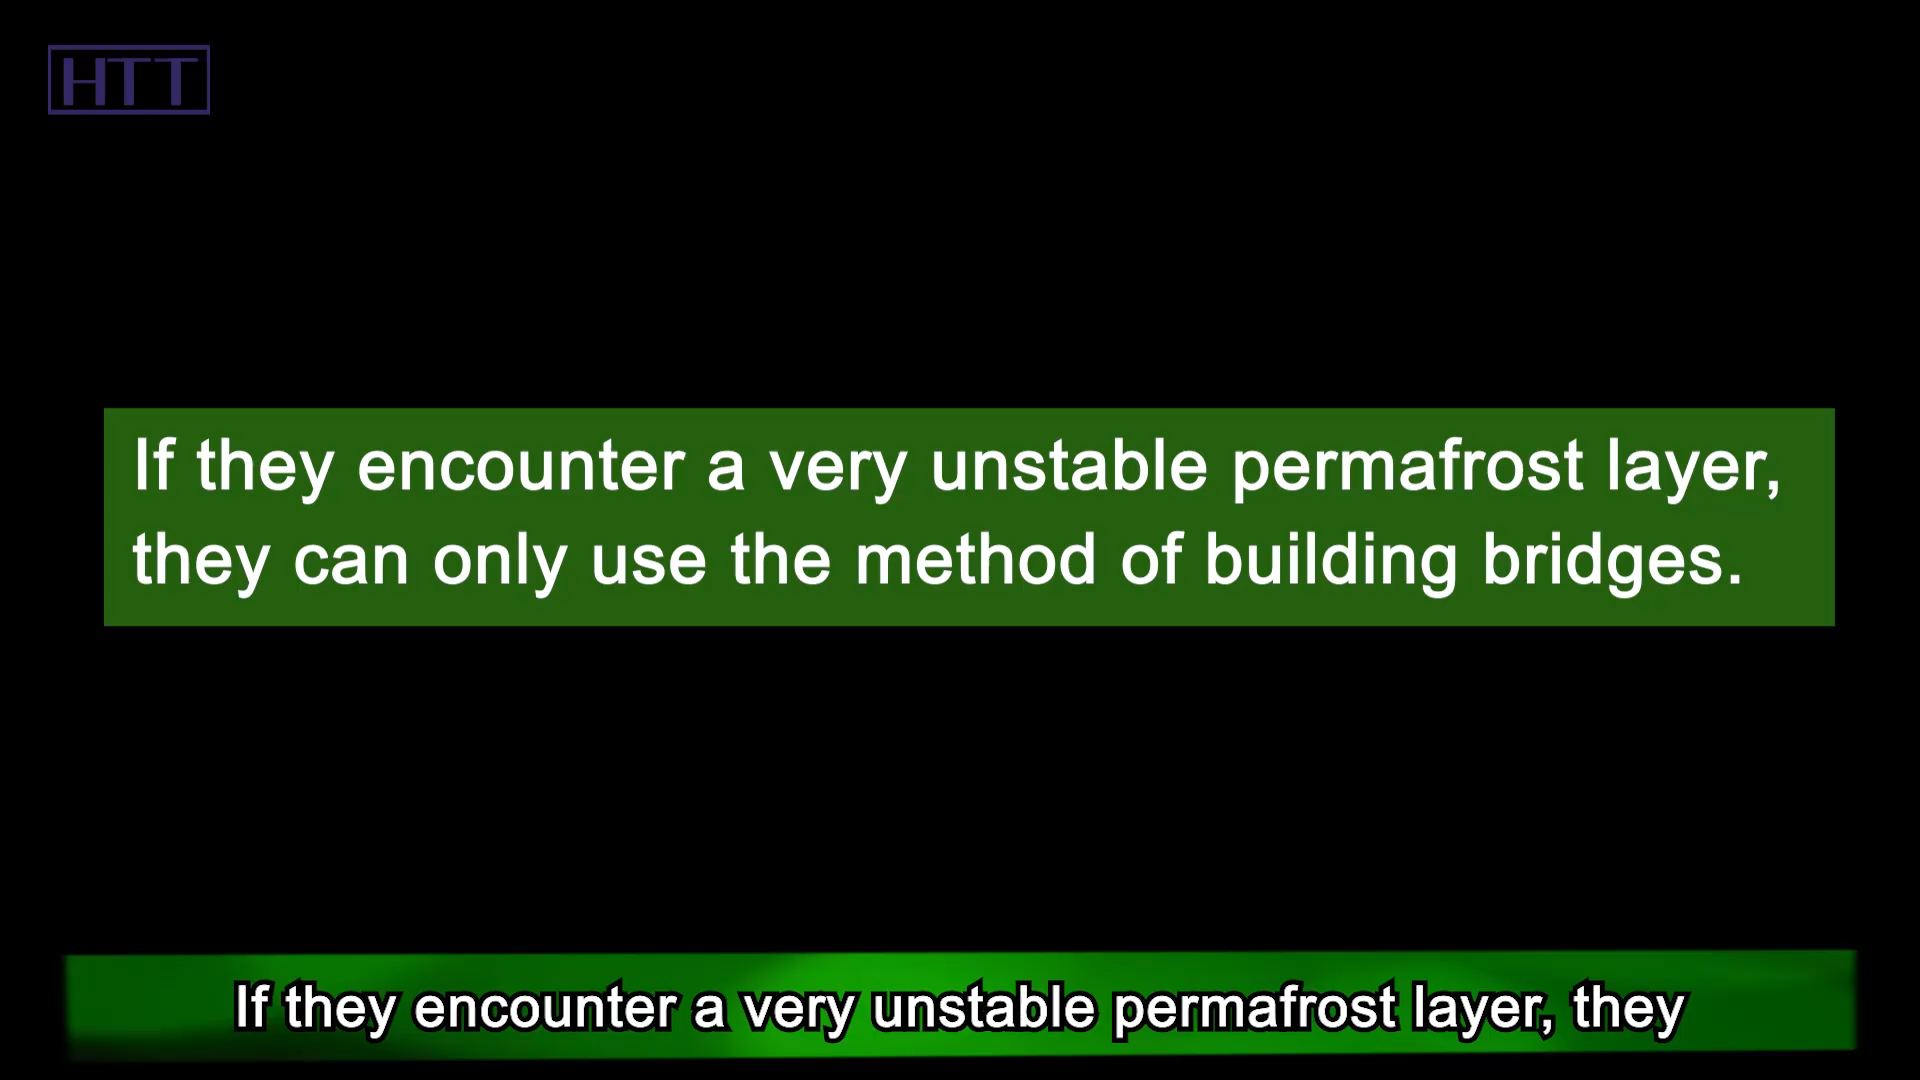 HTT
If they encounter a very unstable permafrost layer,
they can only use the method of building bridges.
If they encounter a very unstable permafrost layer, they